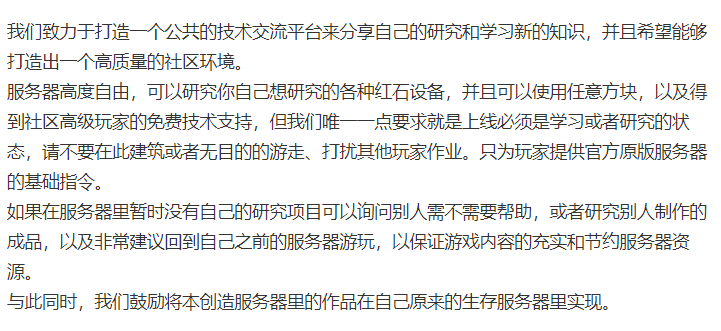 我们致力于打造一个公共的技术交流平台来分享自己的研究和学习新的知识，并且希望能够
打造出一个高质量的社区环境。
服务器高度自由，可以研究你自己想研究的各种红石设备，并且可以使用任意方块，以及得
到社区高级玩家的免费技术支持，但我们唯一一点要求就是上线必须是学习或者研究的状
态，请不要在此建筑或者无目的的游走、打扰其他玩家作业。只为玩家提供官方原版服务器
的基础指令。
如果在服务器里暂时没有自己的研究项目可以询问别人需不需要帮助，或者研究别人制作的
成品，以及非常建议回到自己之前的服务器游玩，以保证游戏内容的充实和节约服务器资
源。
与此同时，我们鼓励将本创造服务器里的作品在自己原来的生存服务器里实现。